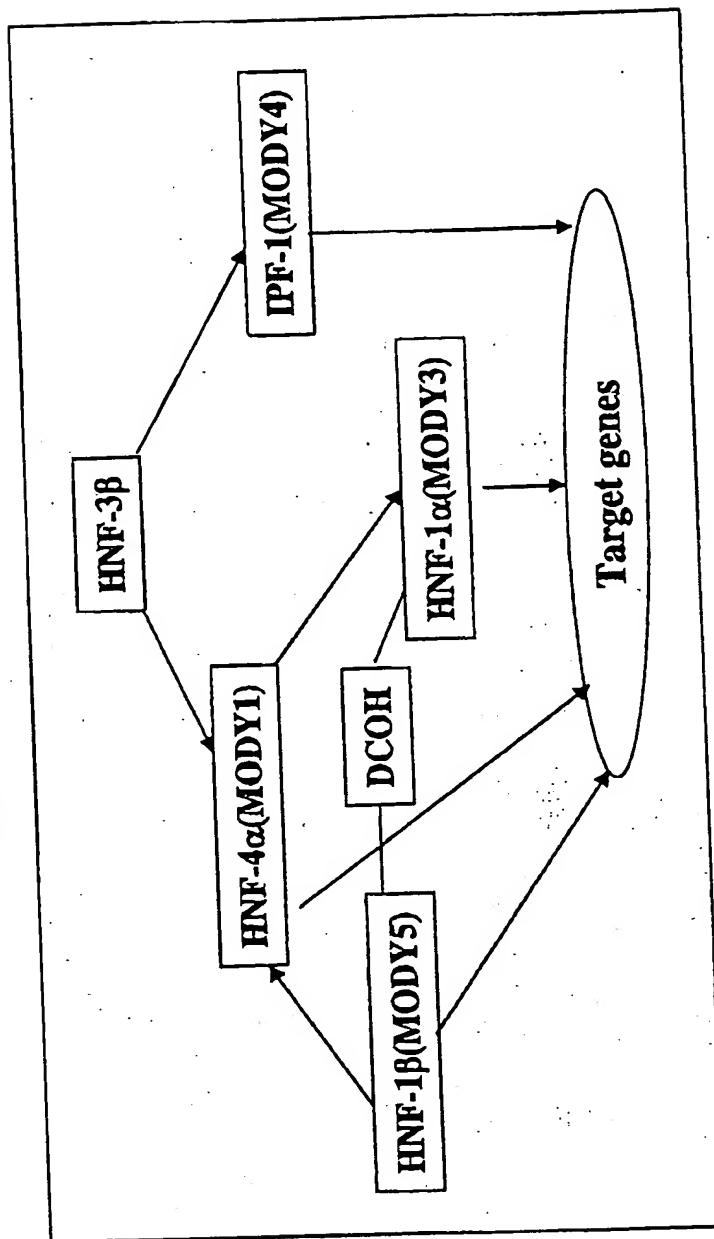 HNF-3β
HNF-4α(MODY1)
IPF-1(MODY4)
DCOH
HNF-1β(MODY5)
HNF-1α(MODY3)
Target genes